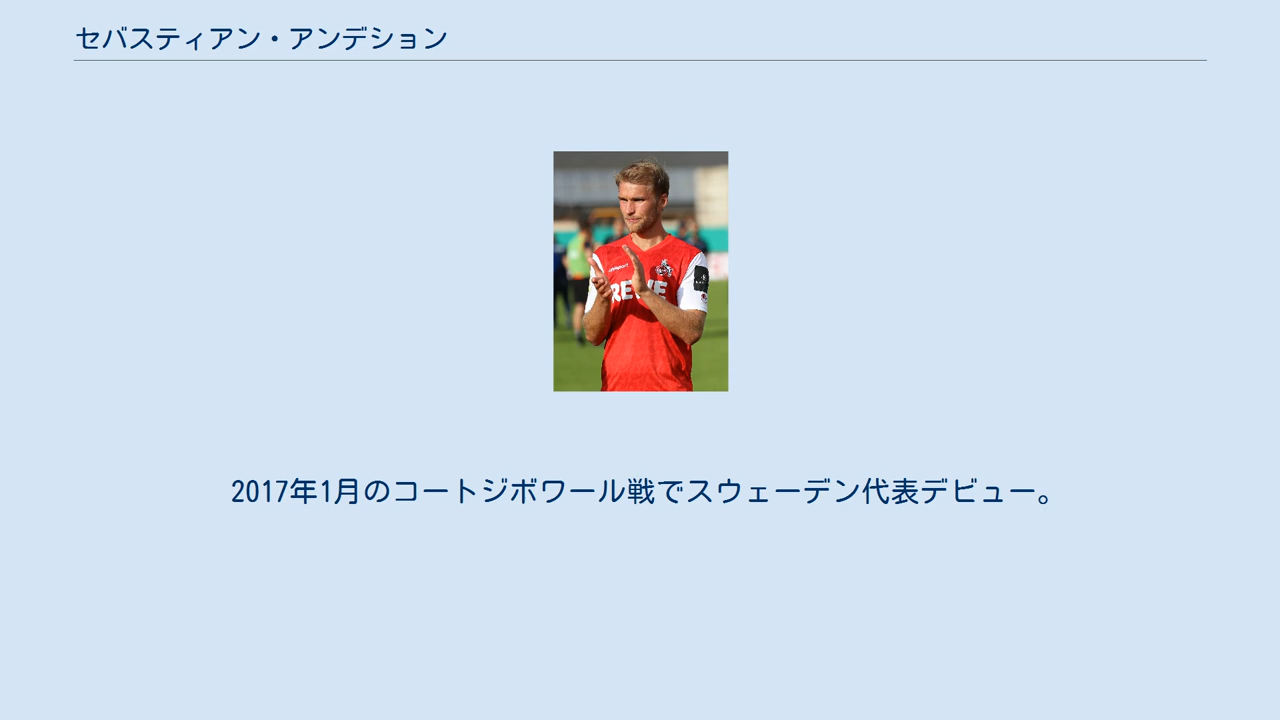 セバスティアン・アンデション
uhlsport
REWE
2017年1月のコートジボワール戦でスウェーデン代表デビュー。